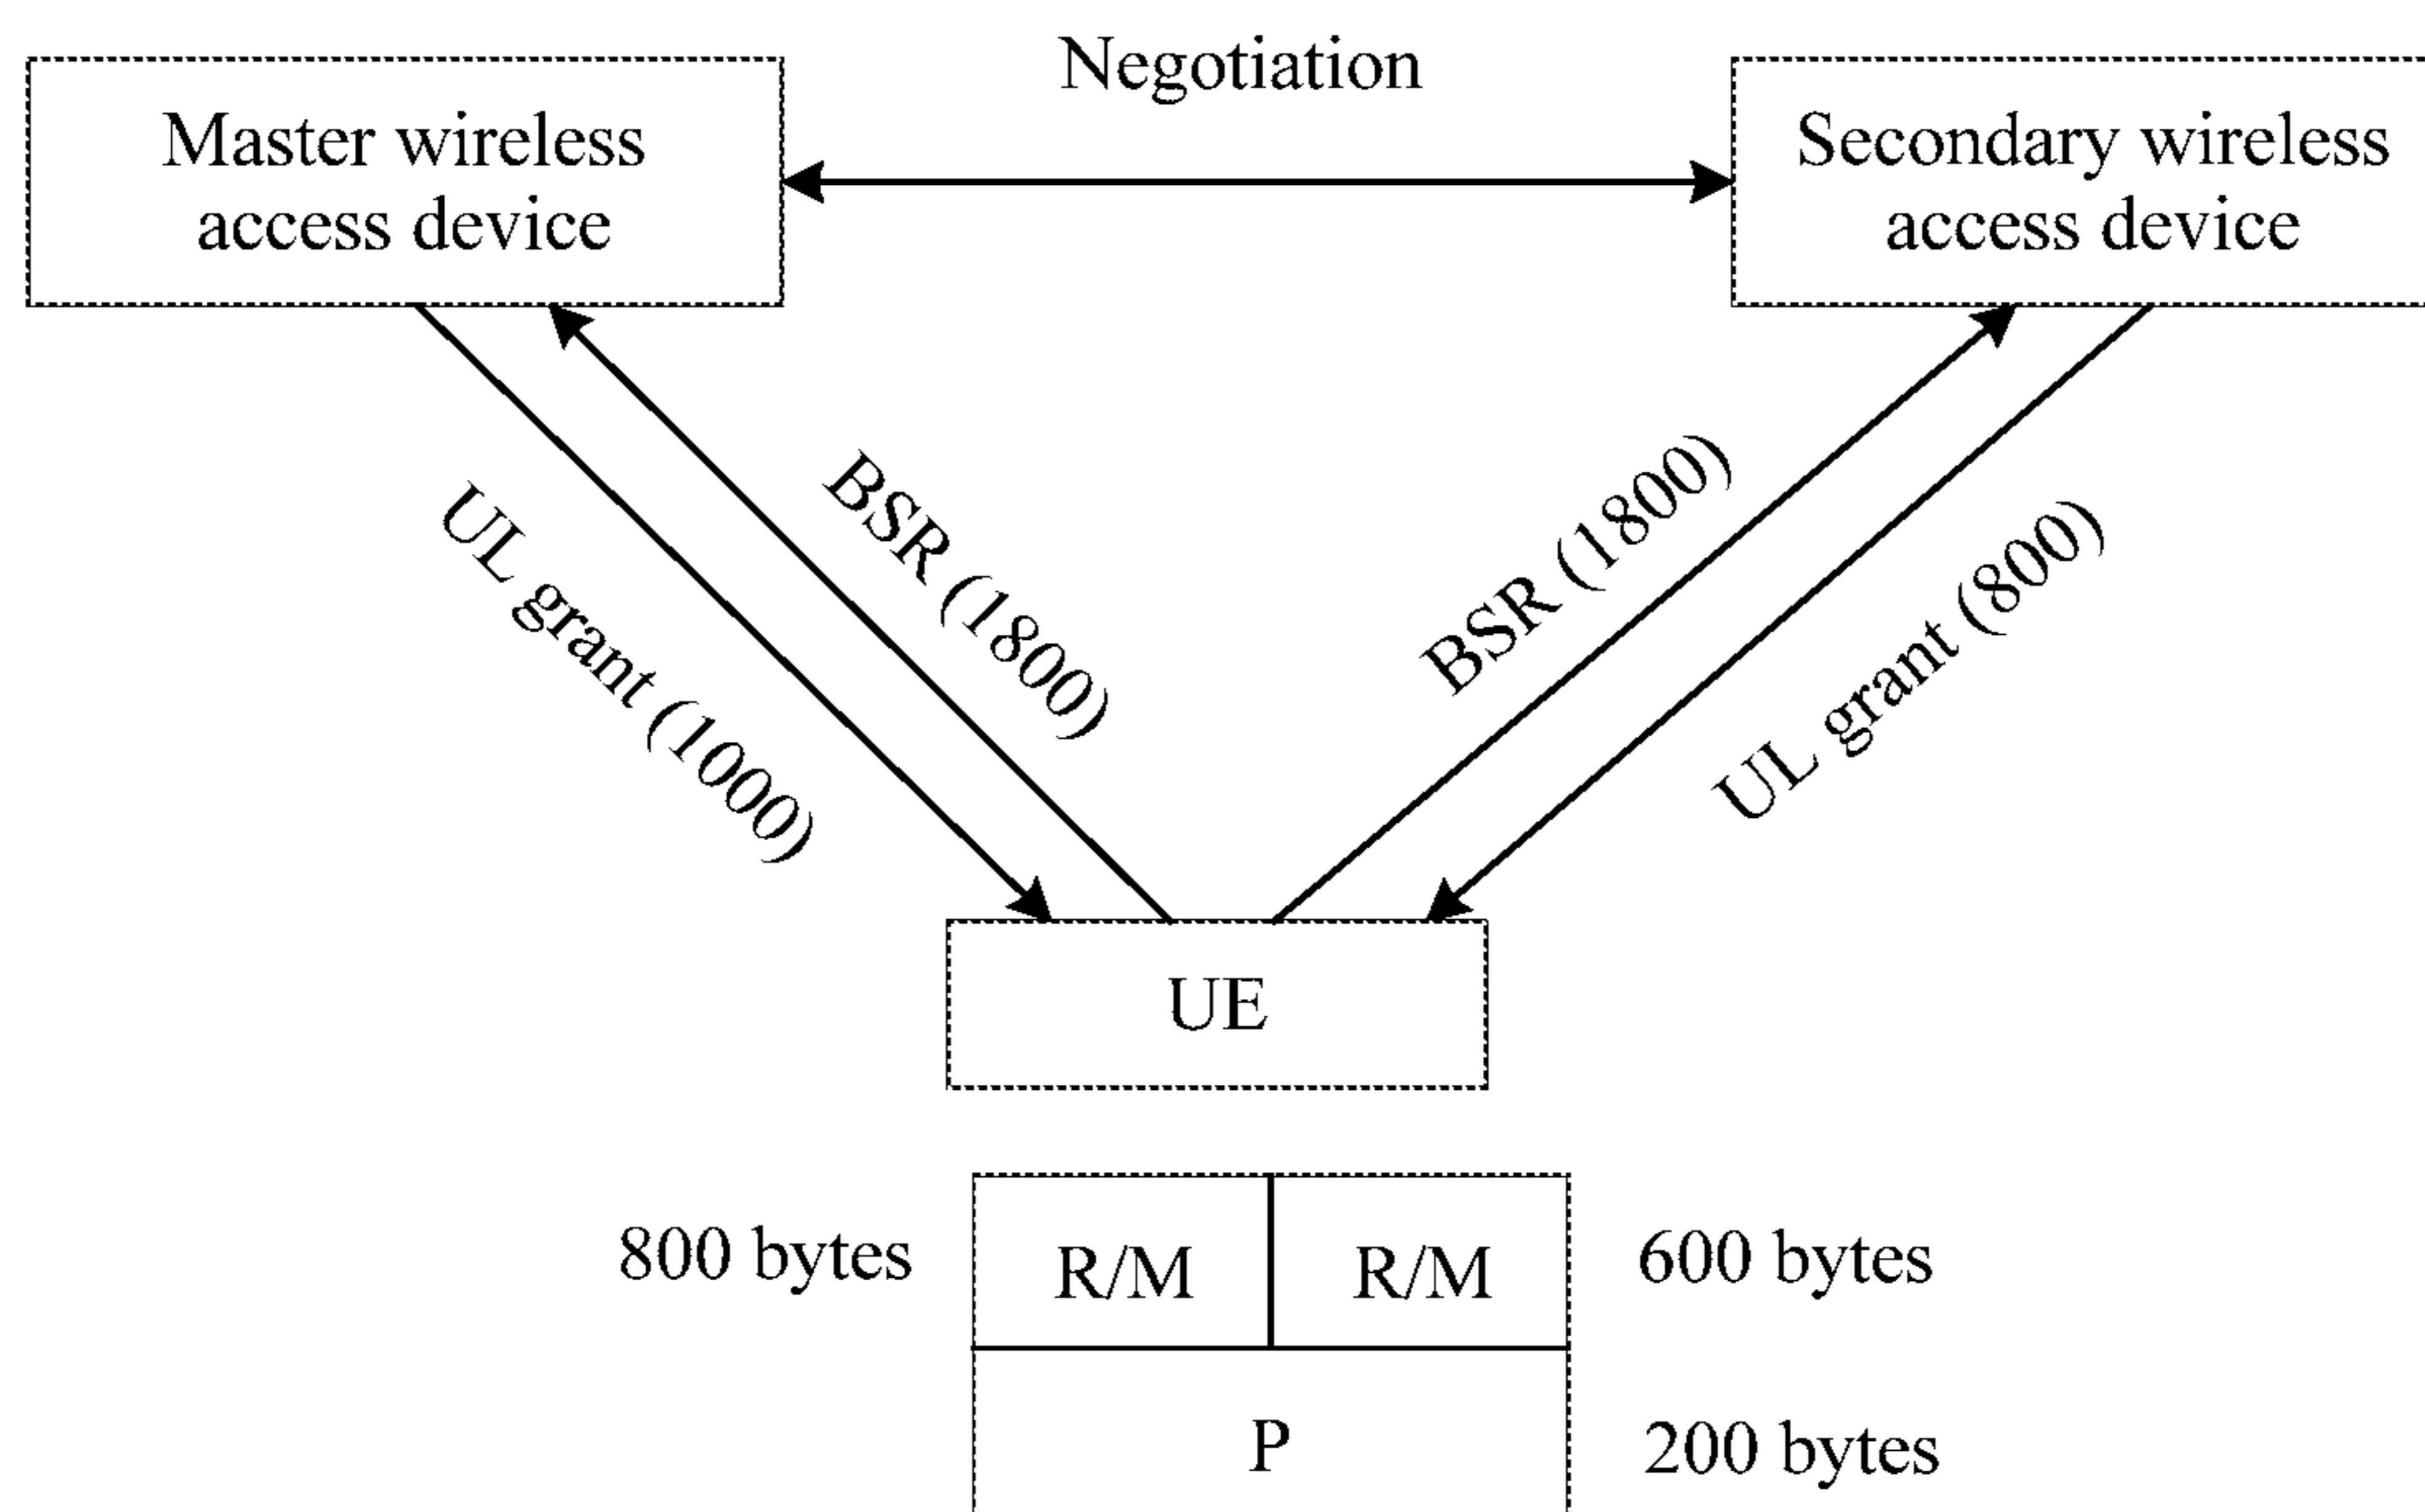 Negotiation
Master wireless
access device
Secondary wireless
access device
UL grant (1000)
BSR (1800)
BSR (1800)
UL grant (800)
UE
800 bytes
R/M
R/M
600 bytes
P
200 bytes